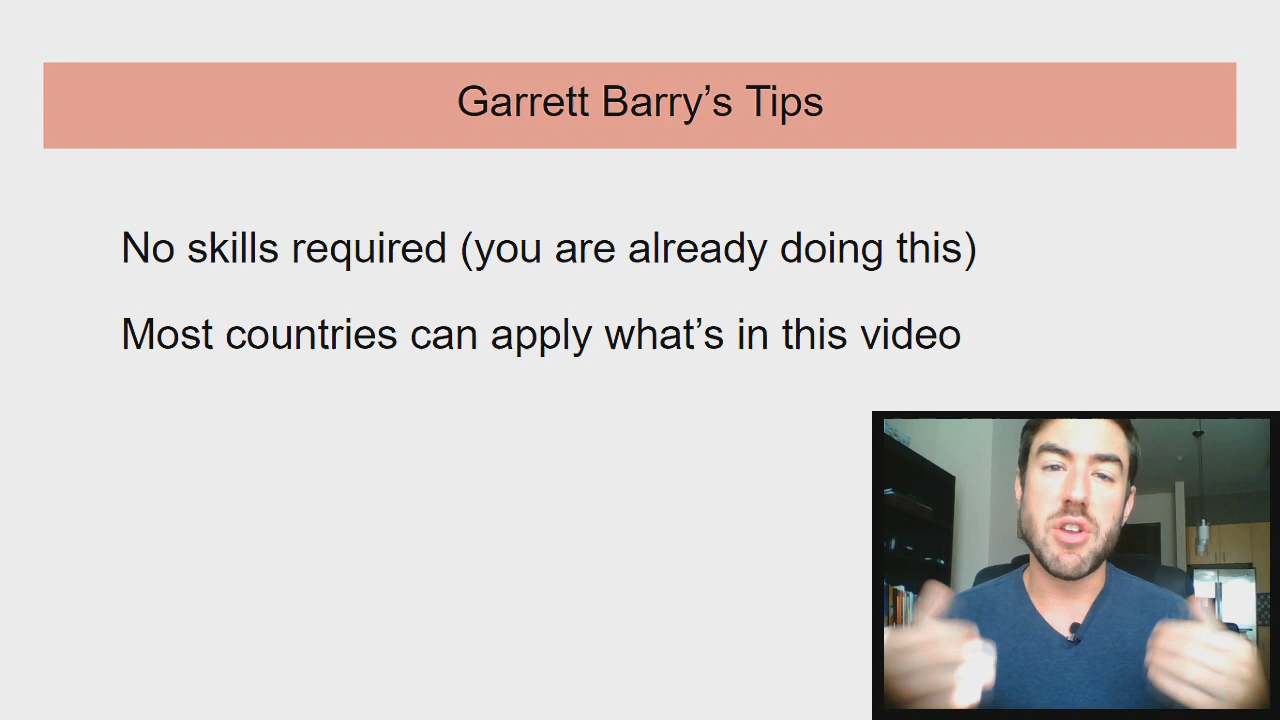 Garrett Barry’s Tips
No skills required (you are already doing this)
Most countries can apply what’s in this video